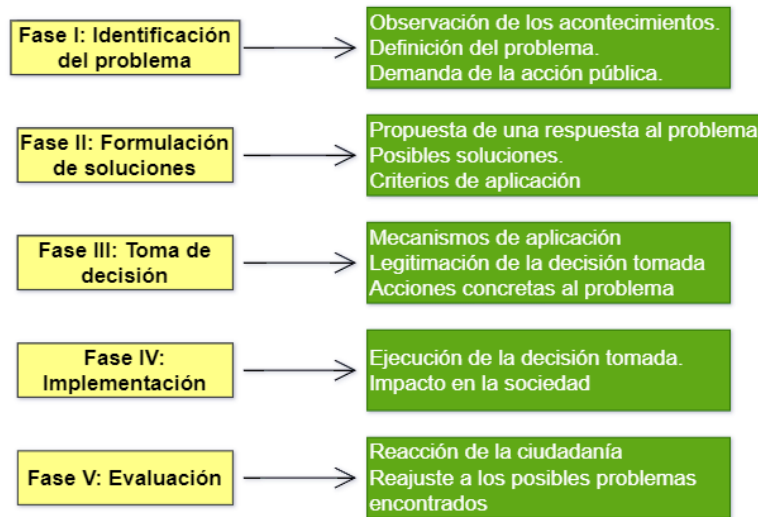 Fase I: Identificación
del problema
Observación de los acontecimientos.
Definición del problema.
Demanda de la acción pública.
Fase II: Formulación
de soluciones
Propuesta de una respuesta al problema
Posibles soluciones.
Criterios de aplicación
Fase III: Toma de
decisión
Mecanismos de aplicación
Legitimación de la decisión tomada
Acciones concretas al problema
Fase IV:
Implementación
Ejecución de la decisión tomada.
Impacto en la sociedad
Fase V: Evaluación
Reacción de la ciudadanía
Reajuste a los posibles problemas
encontrados